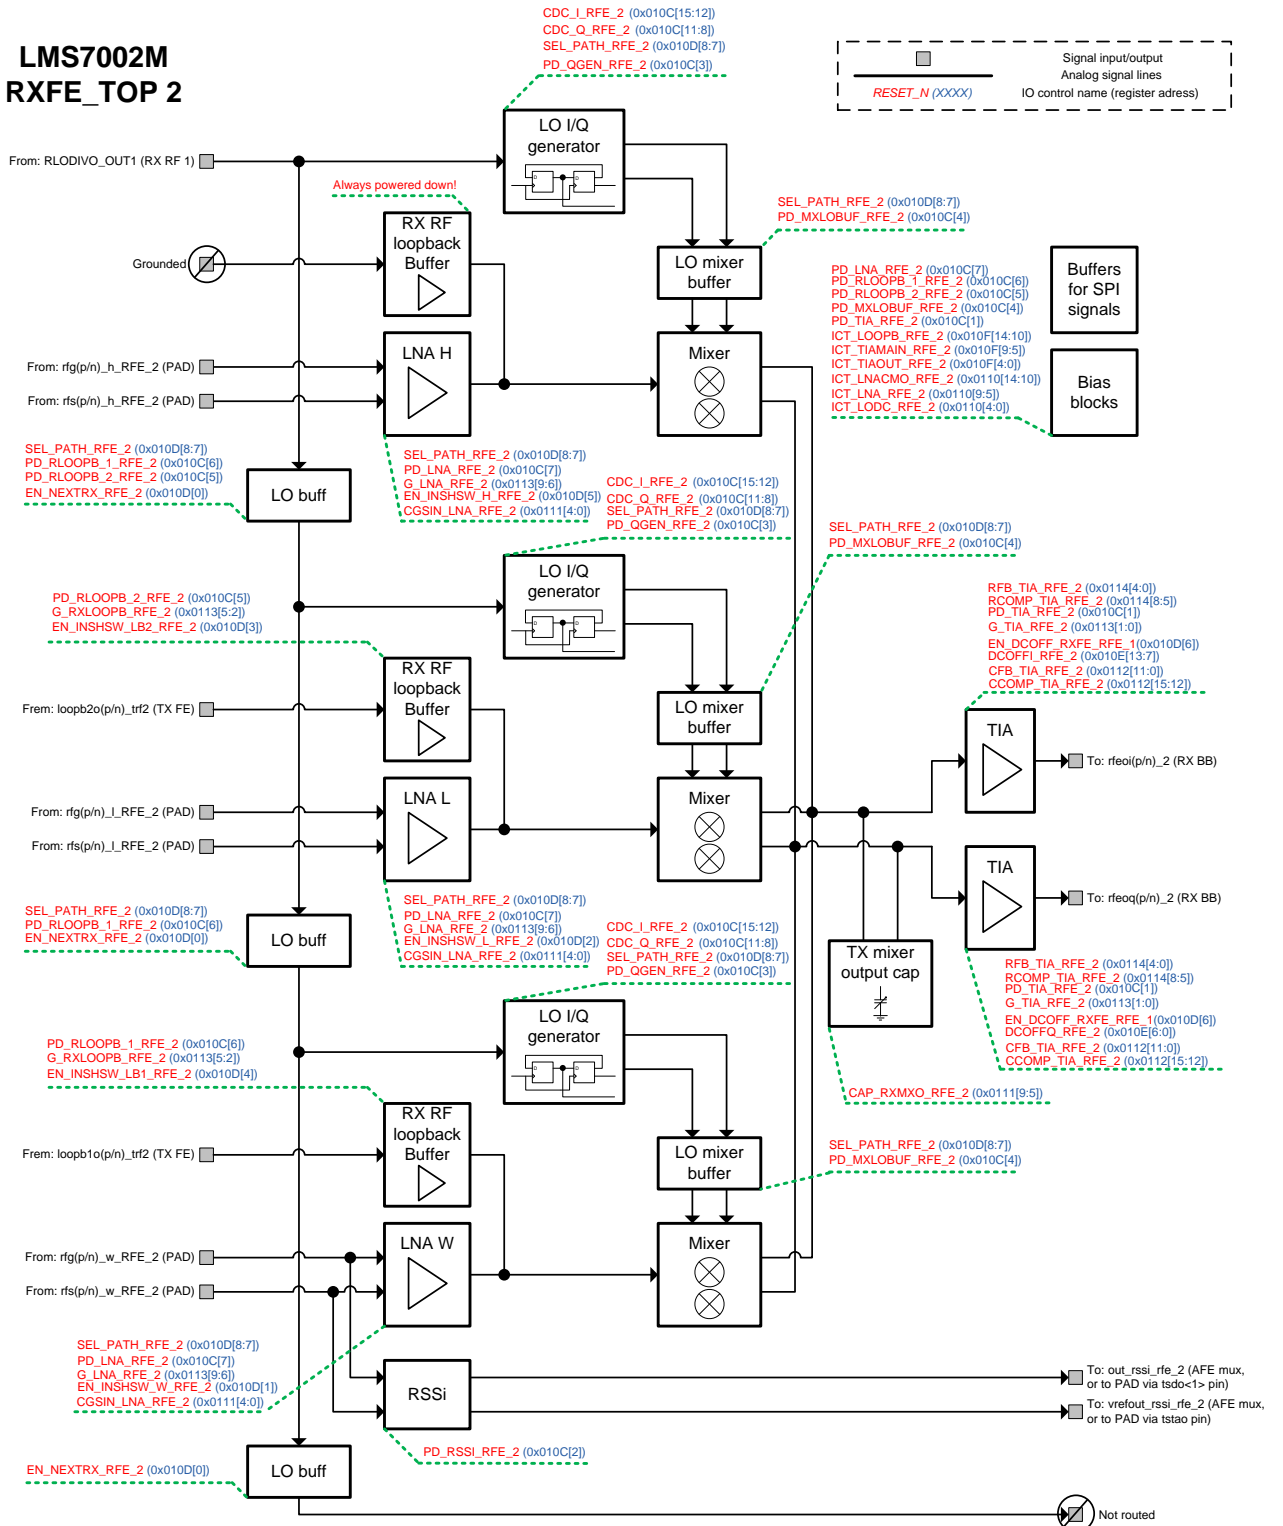 LMS7002M
RXFE_TOP 2
CDC_I_RFE_2 (0x010C[15:12])
CDC_Q_RFE_2 (0x010C[11:8])
SEL_PATH_RFE_2 (0x010D[8:7])
PD_QGEN_RFE_2 (0x010C[3])
Signal input/output
Analog signal lines
RESET_N (XXXX)
IO control name (register adress)
From: RLODIVO_OUT1 (RX RF 1)
LO I/Q
generator
Always powered down!
RX RF
loopback
Buffer
Grounded
SEL_PATH_RFE_2 (0x010D[8:7])
PD_MXLOBUF_RFE_2 (0x010C[4])
LO mixer
buffer
PD_LNA_RFE_2 (0x010C[7])
PD_RLOOPB_1_RFE_2 (0x010C[6])
PD_RLOOPB_2_RFE_2 (0x010C[5])
PD_MXLOBUF_RFE_2 (0x010C[4])
PD_TIA_RFE_2 (0x010C[1])
ICT_LOOPB_RFE_2 (0x010F[14:10])
ICT_TIAMAIN_RFE_2 (0x010F[9:5])
ICT_TIAOUT_RFE_2 (0x010F[4:0])
ICT_LNACMO_RFE_2 (0x0110[14:10])
ICT_LNA_RFE_2 (0x0110[9:5])
ICT_LODC_RFE_2 (0x0110[4:0])
Buffers
for SPI
signals
Bias
blocks
From: rfg(p/n)_h_RFE_2 (PAD)
From: rfs(p/n)_h_RFE_2 (PAD)
LNA H
Mixer
SEL_PATH_RFE_2 (0x010D[8:7])
PD_RLOOPB_1_RFE_2 (0x010C[6])
PD_RLOOPB_2_RFE_2 (0x010C[5])
EN_NEXTRX_RFE_2 (0x010D[0])
LO buff
SEL_PATH_RFE_2 (0x010D[8:7])
PD_LNA_RFE_2 (0x010C[7])
G_LNA_RFE_2 (0x0113[9:6])
EN_INSHSW_H_RFE_2 (0x010D[5])
CGSIN_LNA_RFE_2 (0x0111[4:0])
CDC_I_RFE_2 (0x010C[15:12])
CDC_Q_RFE_2 (0x010C[11:8])
SEL_PATH_RFE_2 (0x010D[8:7])
PD_QGEN_RFE_2 (0x010C[3])
SEL_PATH_RFE_2 (0x010D[8:7])
PD_MXLOBUF_RFE_2 (0x010C[4])
LO I/Q
generator
PD_RLOOPB_2_RFE_2 (0x010C[5])
G_RXLOOPB_RFE_2 (0x0113[5:2])
EN_INSHSW_LB2_RFE_2 (0x010D[3])
RFB_TIA_RFE_2 (0x0114[4:0])
RCOMP_TIA_RFE_2 (0x0114[8:5])
PD_TIA_RFE_2 (0x010C[1])
G_TIA_RFE_2 (0x0113[1:0])
EN_DCOFF_RXFE_RFE_1(0x010D[6])
DCOFFI_RFE_2 (0x010E[13:7])
CFB_TIA_RFE_2 (0x0112[11:0])
CCOMP_TIA_RFE_2 (0x0112[15:12])
RX RF
loopback
Buffer
Frem: loopb2o(p/n)_trf2 (TX FE)
LO mixer
buffer
TIA
To: rfeoi(p/n)_2 (RX BB)
From: rfg(p/n)_l_RFE_2 (PAD)
From: rfs(p/n)_l_RFE_2 (PAD)
LNA L
Mixer
TIA
To: rfeoq(p/n)_2 (RX BB)
SEL_PATH_RFE_2 (0x010D[8:7])
PD_RLOOPB_1_RFE_2 (0x010C[6])
EN_NEXTRX_RFE_2 (0x010D[0])
LO buff
SEL_PATH_RFE_2 (0x010D[8:7])
PD_LNA_RFE_2 (0x010C[7])
G_LNA_RFE_2 (0x0113[9:6])
EN_INSHSW_L_RFE_2 (0x010D[2])
CGSIN_LNA_RFE_2 (0x0111[4:0])
CDC_I_RFE_2 (0x010C[15:12])
CDC_Q_RFE_2 (0x010C[11:8])
SEL_PATH_RFE_2 (0x010D[8:7])
PD_QGEN_RFE_2 (0x010C[3])
TX mixer
output cap
RFB_TIA_RFE_2 (0x0114[4:0])
RCOMP_TIA_RFE_2 (0x0114[8:5])
PD_TIA_RFE_2 (0x010C[1])
G_TIA_RFE_2 (0x0113[1:0])
EN_DCOFF_RXFE_RFE_1(0x010D[6])
DCOFFQ_RFE_2 (0x010E[6:0])
CFB_TIA_RFE_2 (0x0112[11:0])
CCOMP_TIA_RFE_2 (0x0112[15:12])
LO I/Q
generator
PD_RLOOPB_1_RFE_2 (0x010C[6])
G_RXLOOPB_RFE_2 (0x0113[5:2])
EN_INSHSW_LB1_RFE_2 (0x010D[4])
CAP_RXMXO_RFE_2 (0x0111[9:5])
RX RF
loopback
Buffer
Frem: loopb1o(p/n)_trf2 (TX FE)
LO mixer
buffer
SEL_PATH_RFE_2 (0x010D[8:7])
PD_MXLOBUF_RFE_2 (0x010C[4])
From: rfg(p/n)_w_RFE_2 (PAD)
From: rfs(p/n)_w_RFE_2 (PAD)
LNA W
Mixer
SEL_PATH_RFE_2 (0x010D[8:7])
PD_LNA_RFE_2 (0x010C[7])
G_LNA_RFE_2 (0x0113[9:6])
EN_INSHSW_W_RFE_2 (0x010D[1])
CGSIN_LNA_RFE_2 (0x0111[4:0])
RSSi
To: out_rssi_rfe_2 (AFE mux,
or to PAD via tsdo<1> pin)
To: vrefout_rssi_rfe_2 (AFE mux,
or to PAD via tstao pin)
PD_RSSI_RFE_2 (0x010C[2])
EN_NEXTRX_RFE_2 (0x010D[0])
LO buff
Not routed